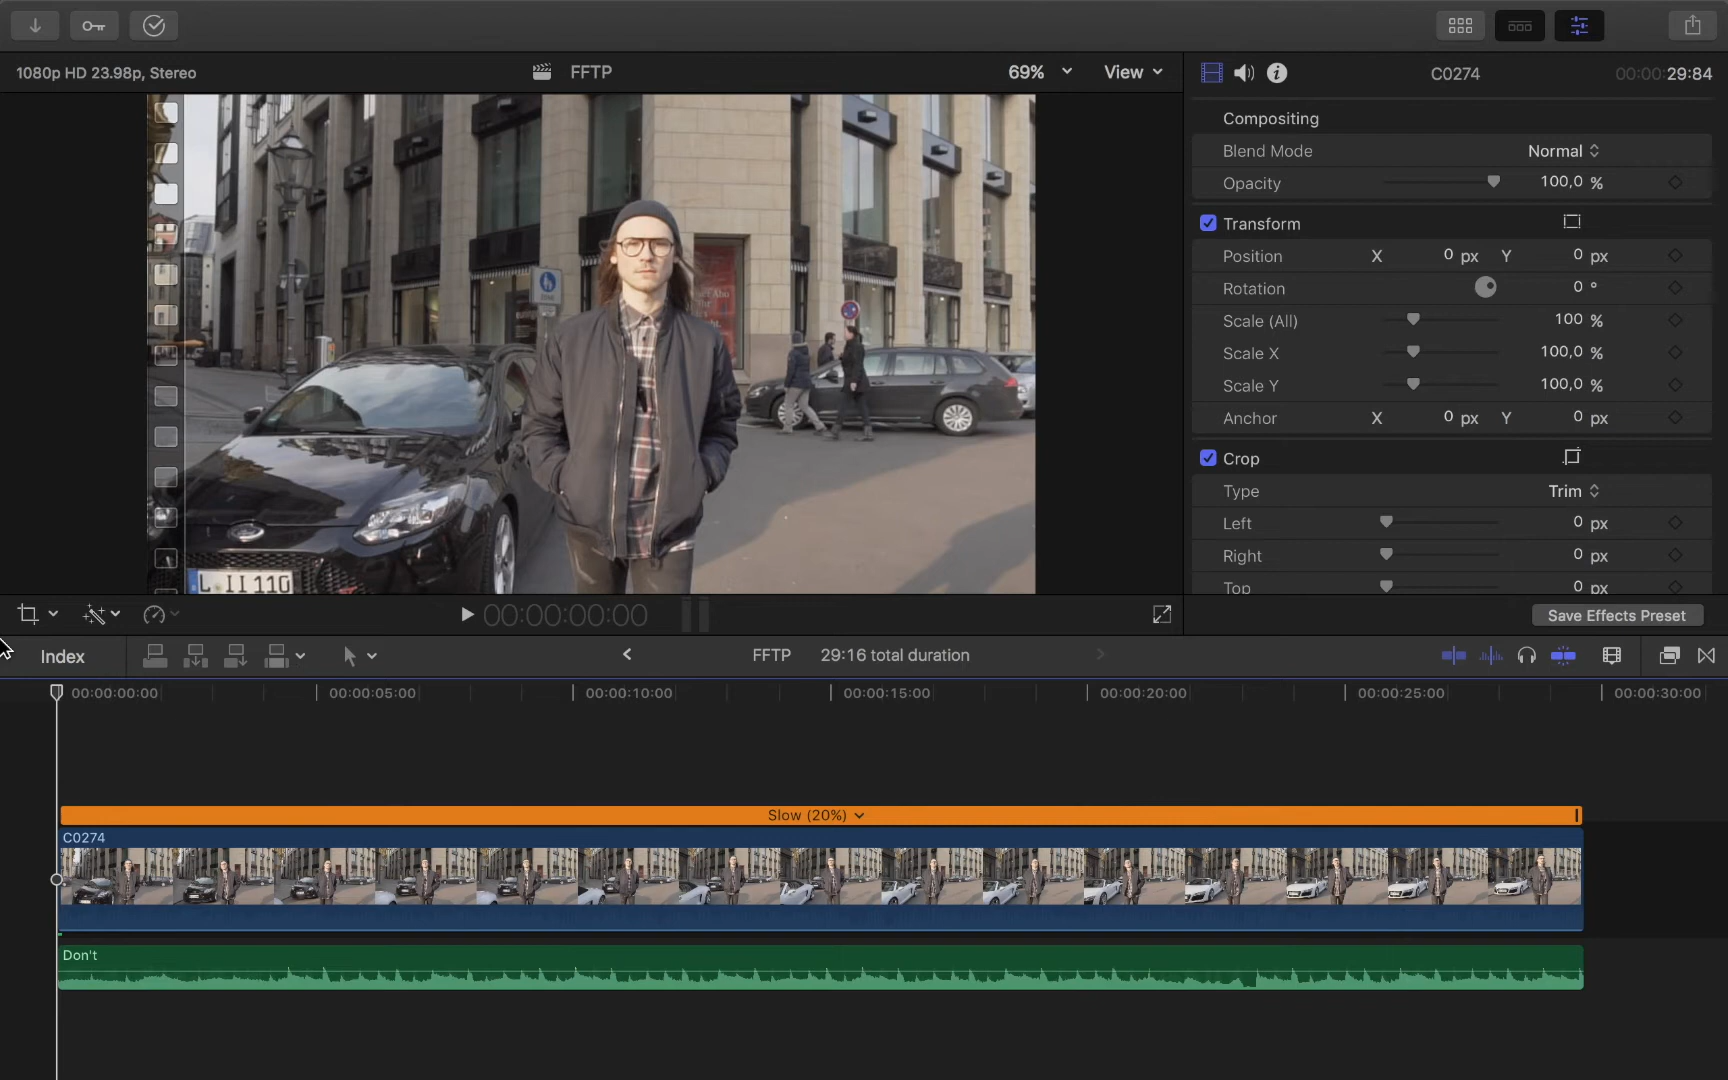 1080p HD 23.98p, Stereo
FFTP
69%
View
C0274
00:00:29:84
Compositing
Blend Mode
Normal
Opacity
100,0 %
Transform
Position
X
0 px
Y
0 px
Rotation
0 °
Scale (All)
100 %
Scale X
100,0 %
Scale Y
100,0 %
Anchor
X
0 px
Y
0 px
Crop
Type
Trim
Left
0 px
Right
0 px
Top
0 px
ZONE
L II 110
00:00:00:00
Save Effects Preset
Index
FFTP
29:16 total duration
00:00:00:00
00:00:05:00
00:00:10:00
00:00:15:00
00:00:20:00
00:00:25:00
00:00:30:00
Slow (20%)
C0274
Don't